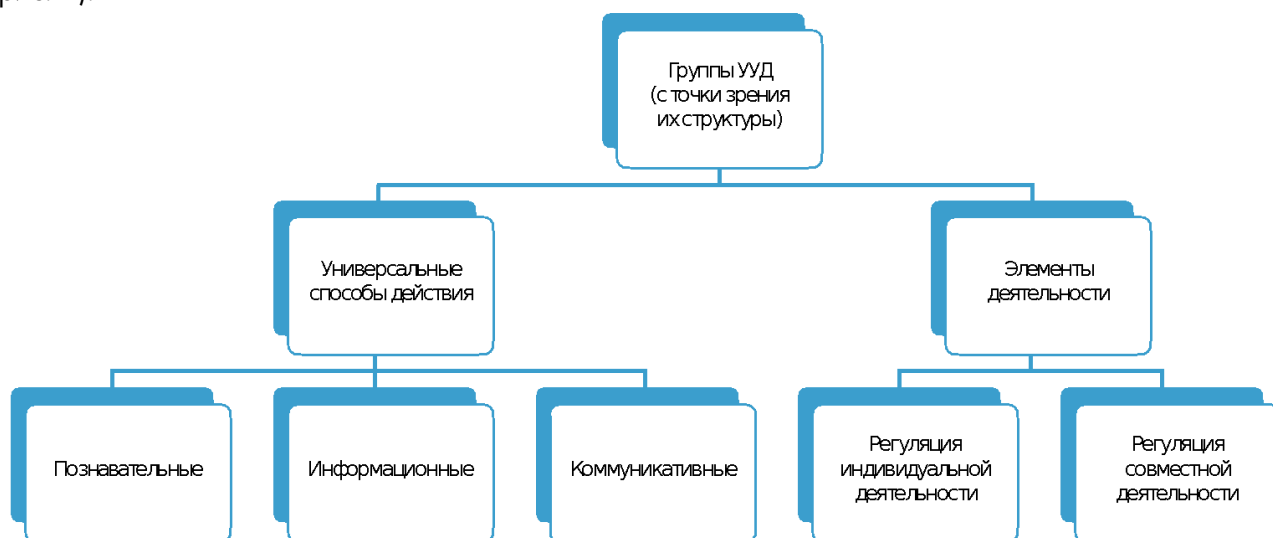 Группы УУД
(с точки зрения
их структуры)
Универсальные
способы действия
Элементы
деятельности
Познавательные
Информационные
Коммуникативные
Регуляция
индивидуальной
деятельности
Регуляция
совместной
деятельности